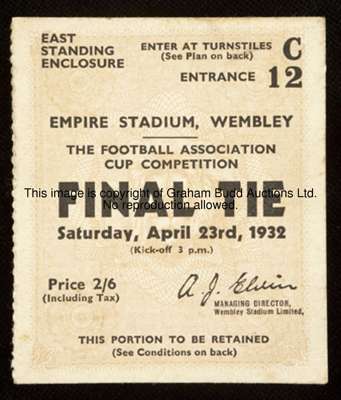 EAST
STANDING
ENCLOSURE
ENTER AT TURNSTILES
(See Plan on back)
C
ENTRANCE 12
EMPIRE STADIUM, WEMBLEY
THE FOOTBALL ASSOCIATION
CUP COMPETITION
This image is copyright of Graham Budd Auctions Ltd.
No reproduction allowed.
FINAL TIE
Saturday, April 23rd, 1932
(Kick-off 3 p.m.)
Price 2/6
(Including Tax)
A. J. Elvin
MANAGING DIRECTOR,
Wembley Stadium Limited,
THIS PORTION TO BE RETAINED
(See Conditions on back)